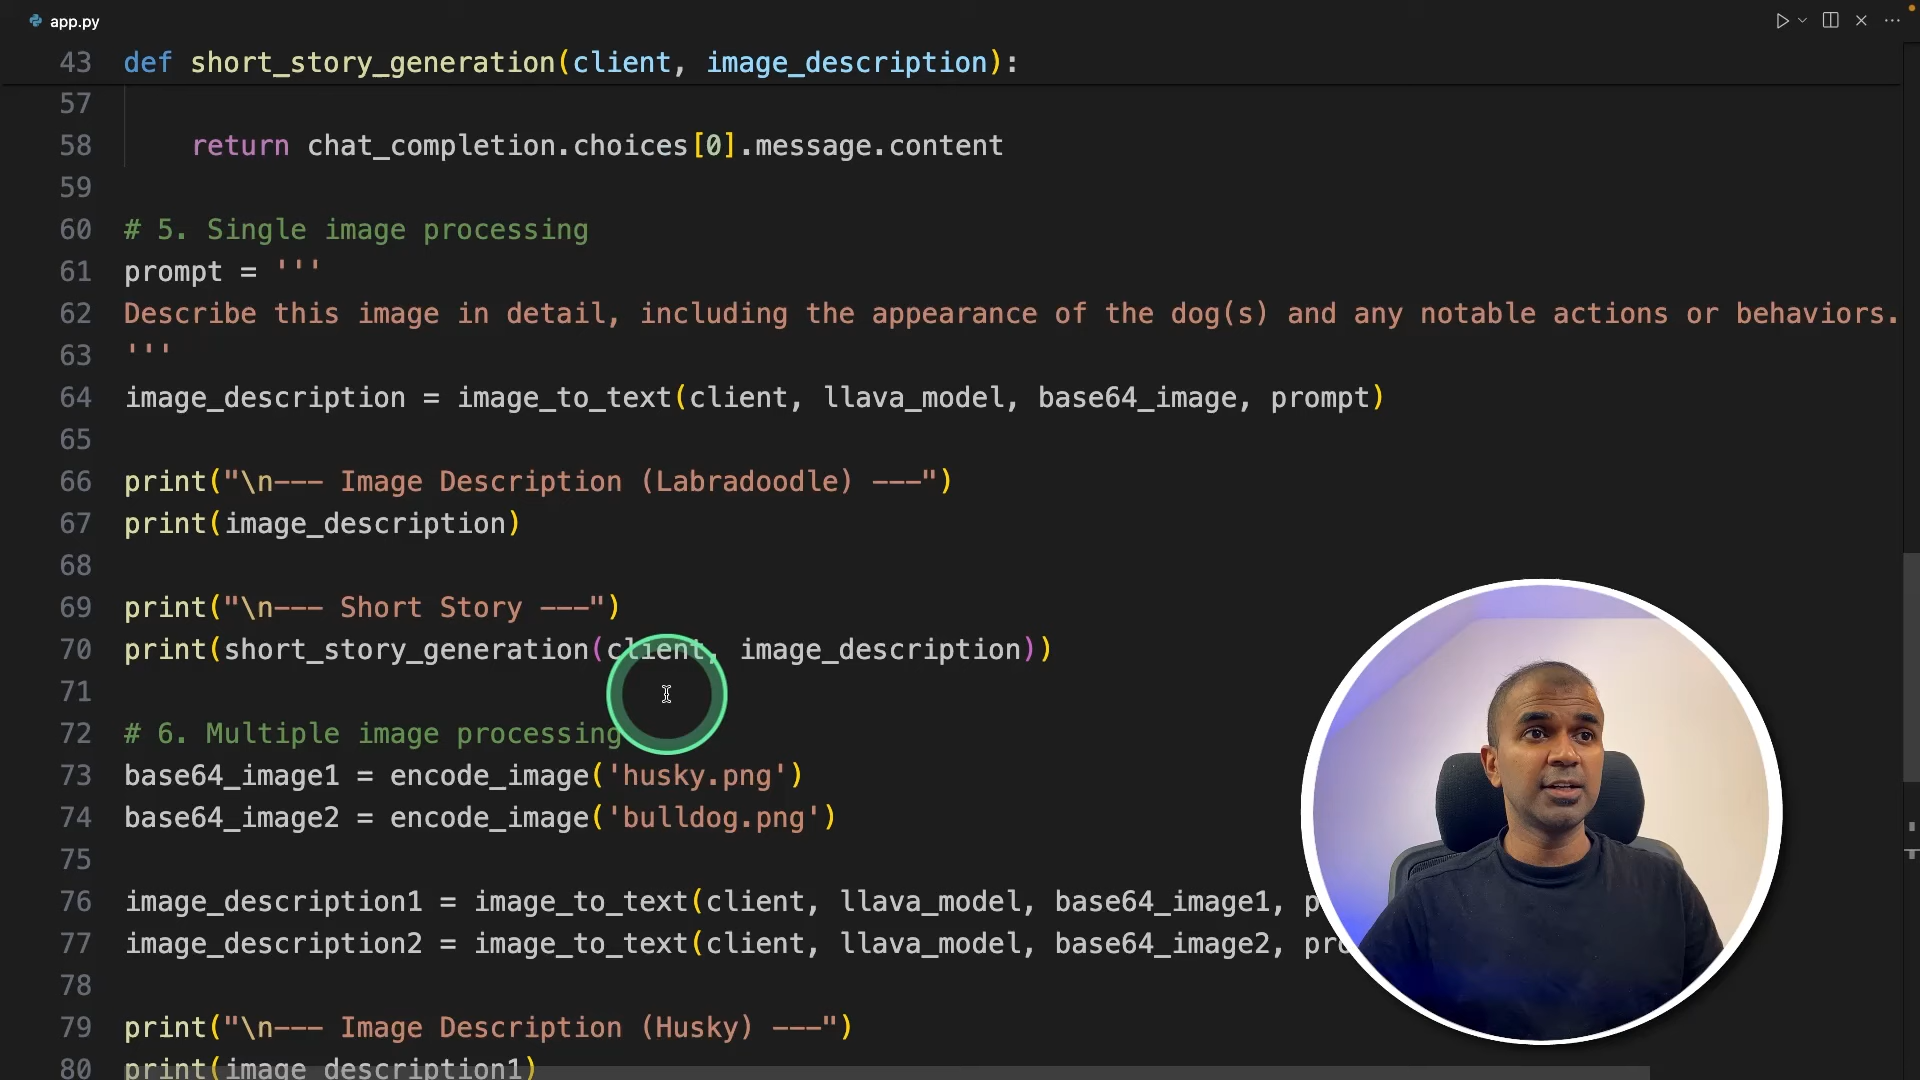 app.py
43 def short_story_generation(client, image_description):
57
58 return chat_completion.choices[0].message.content
59
60 # 5. Single image processing
61 prompt = '''
62 Describe this image in detail, including the appearance of the dog(s) and any notable actions or behaviors.
63 '''
64 image_description = image_to_text(client, llava_model, base64_image, prompt)
65
66 print("\n--- Image Description (Labradoodle) ---")
67 print(image_description)
68
69 print("\n--- Short Story ---")
70 print(short_story_generation(client, image_description))
71
72 # 6. Multiple image processing
73 base64_image1 = encode_image('husky.png')
74 base64_image2 = encode_image('bulldog.png')
75
76 image_description1 = image_to_text(client, llava_model, base64_image1, p
77 image_description2 = image_to_text(client, llava_model, base64_image2, pro
78
79 print("\n--- Image Description (Husky) ---")
80 print(image_description1)